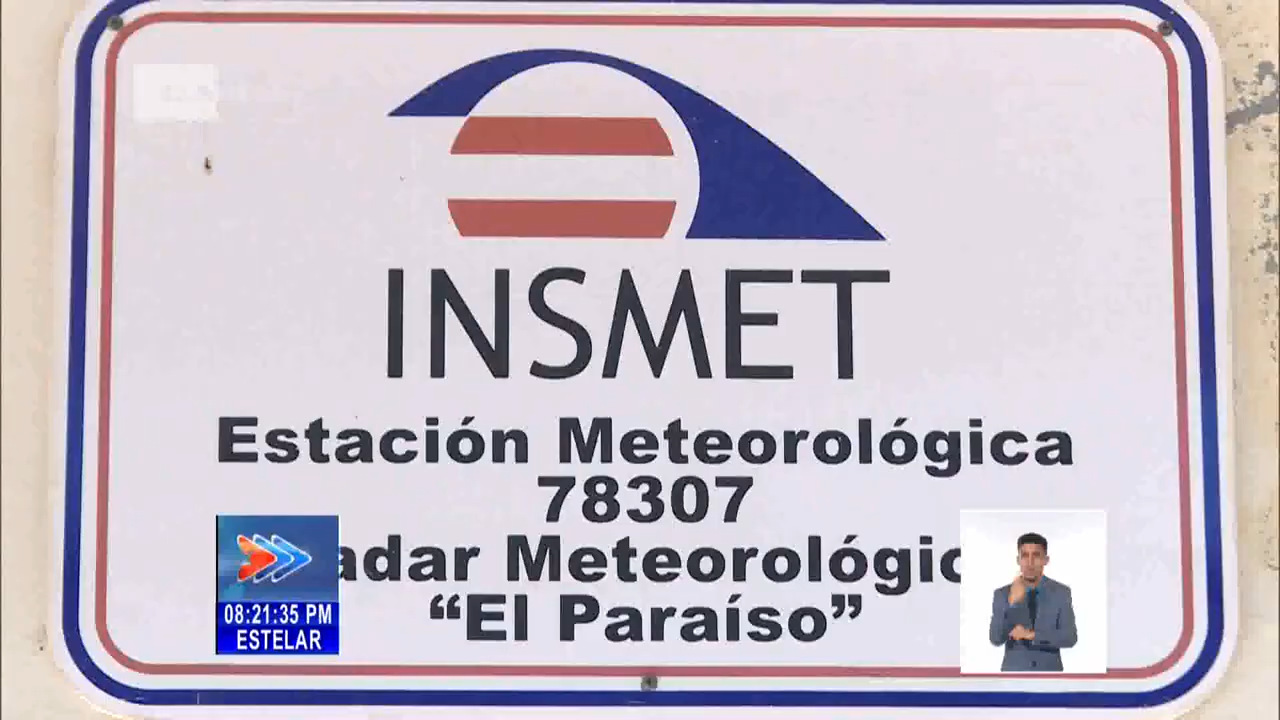 INSMET
Estación Meteorológica
78307
adar Meteorológic
“El Paraíso”
08:21:35 PM
ESTELAR